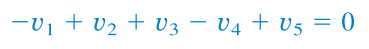 −v₁ + v₂ + v₃ − v₄ + v₅ = 0